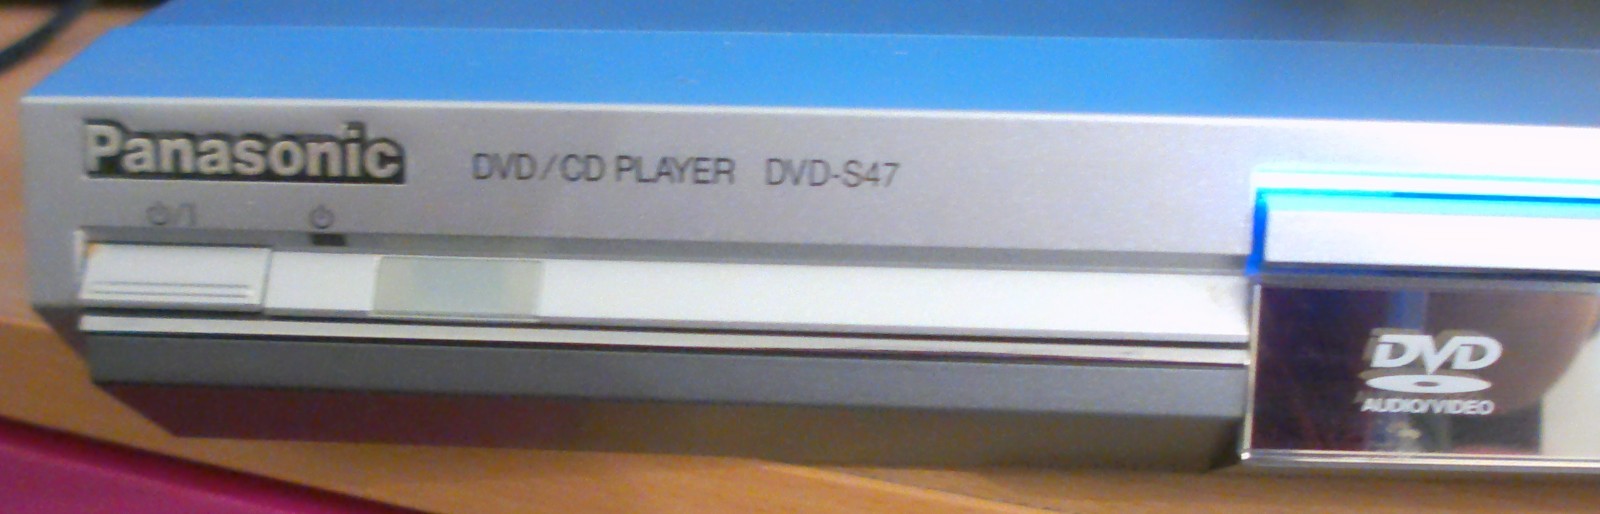 Panasonic DVD/CD PLAYER DVD-S47
⏻/I ⏻
DVD
AUDIO/VIDEO